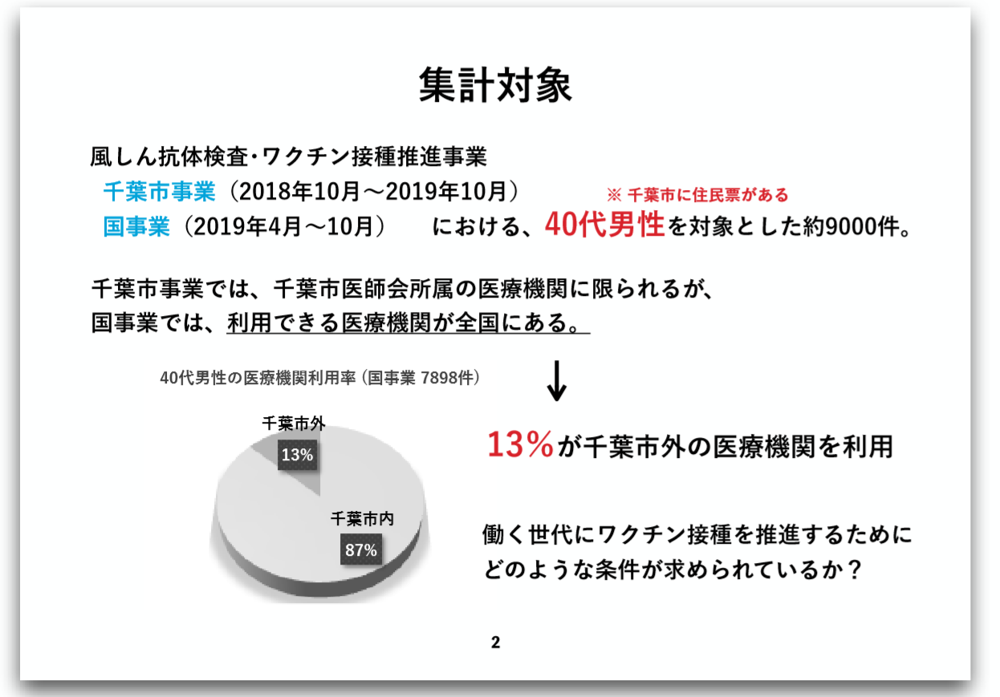 集計対象
風しん抗体検査･ワクチン接種推進事業
千葉市事業（2018年10月～2019年10月）
※ 千葉市に住民票がある
国事業（2019年4月～10月）　における、40代男性を対象とした約9000件。
千葉市事業では、千葉市医師会所属の医療機関に限られるが、
国事業では、利用できる医療機関が全国にある。
↓
40代男性の医療機関利用率（国事業 7898件）
千葉市外
13%
千葉市内
87%
13%が千葉市外の医療機関を利用
働く世代にワクチン接種を推進するために
どのような条件が求められているか？
2